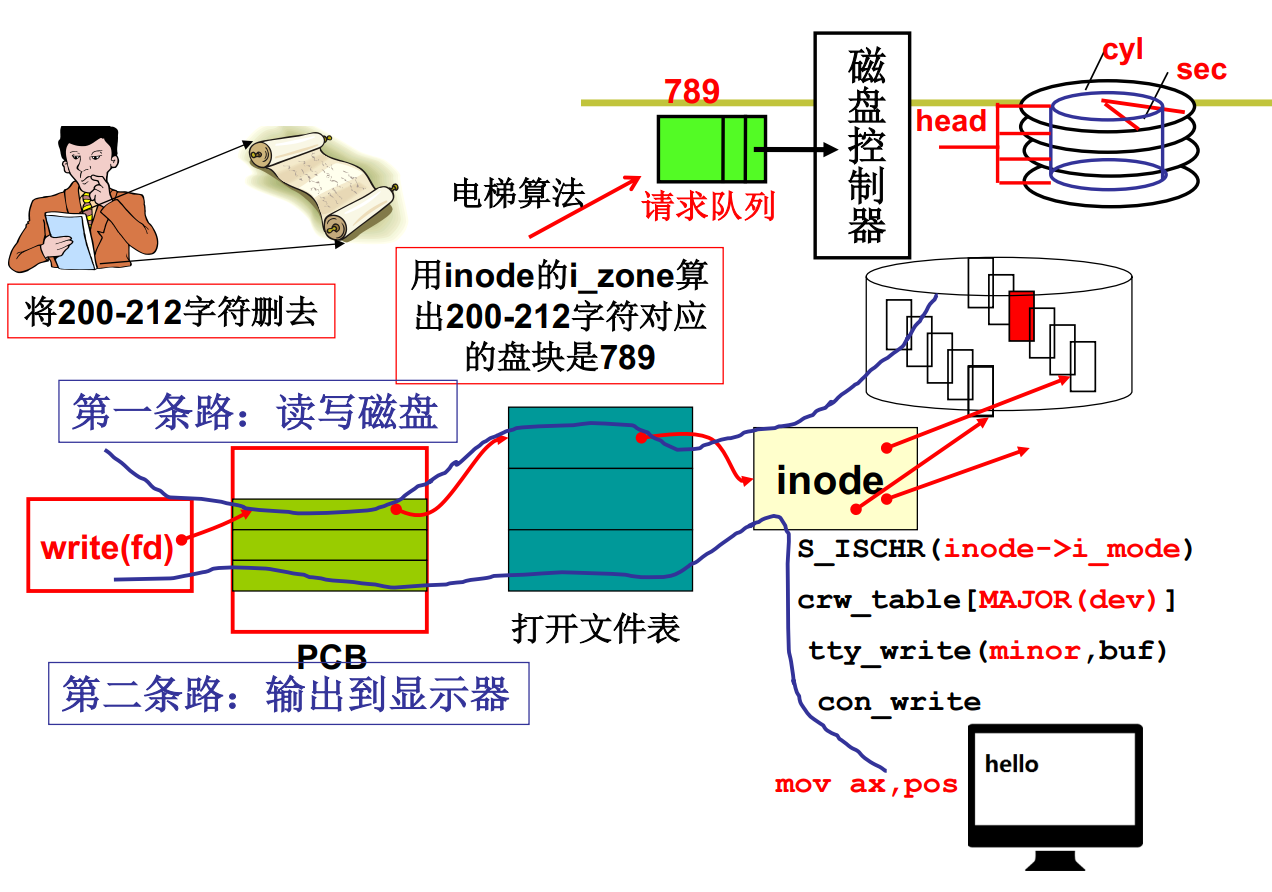 cyl
sec
head
789
磁
盘
控
制
器
电梯算法
请求队列
将200-212字符删去
用inode的i_zone算
出200-212字符对应
的盘块是789
第一条路：读写磁盘
write(fd)
PCB
打开文件表
inode
S_ISCHR(inode->i_mode)
crw_table[MAJOR(dev)]
tty_write(minor,buf)
con_write
第二条路：输出到显示器
mov ax,pos
hello